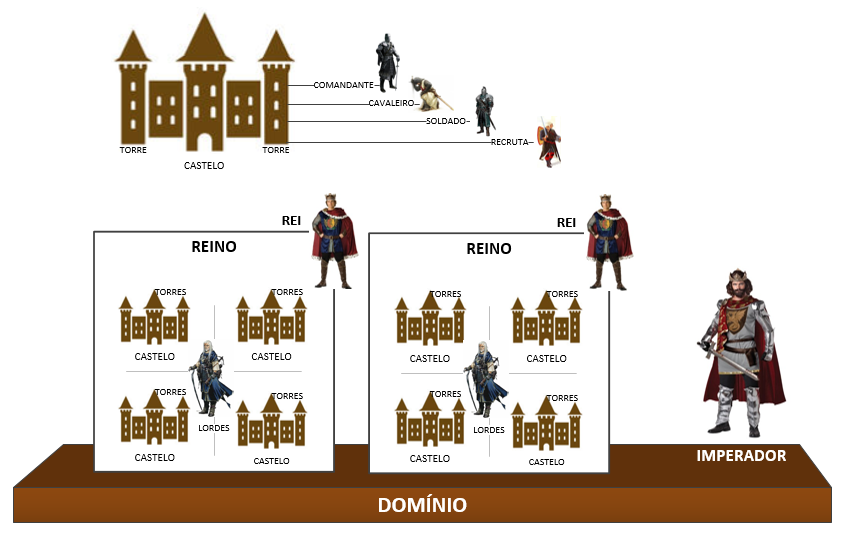 COMANDANTE
CAVALEIRO
SOLDADO
RECRUTA
TORRE
TORRE
CASTELO
REI
REINO
TORRES
TORRES
CASTELO
CASTELO
TORRES
TORRES
LORDES
CASTELO
CASTELO
REI
REINO
TORRES
TORRES
CASTELO
CASTELO
TORRES
TORRES
LORDES
CASTELO
CASTELO
IMPERADOR
DOMÍNIO